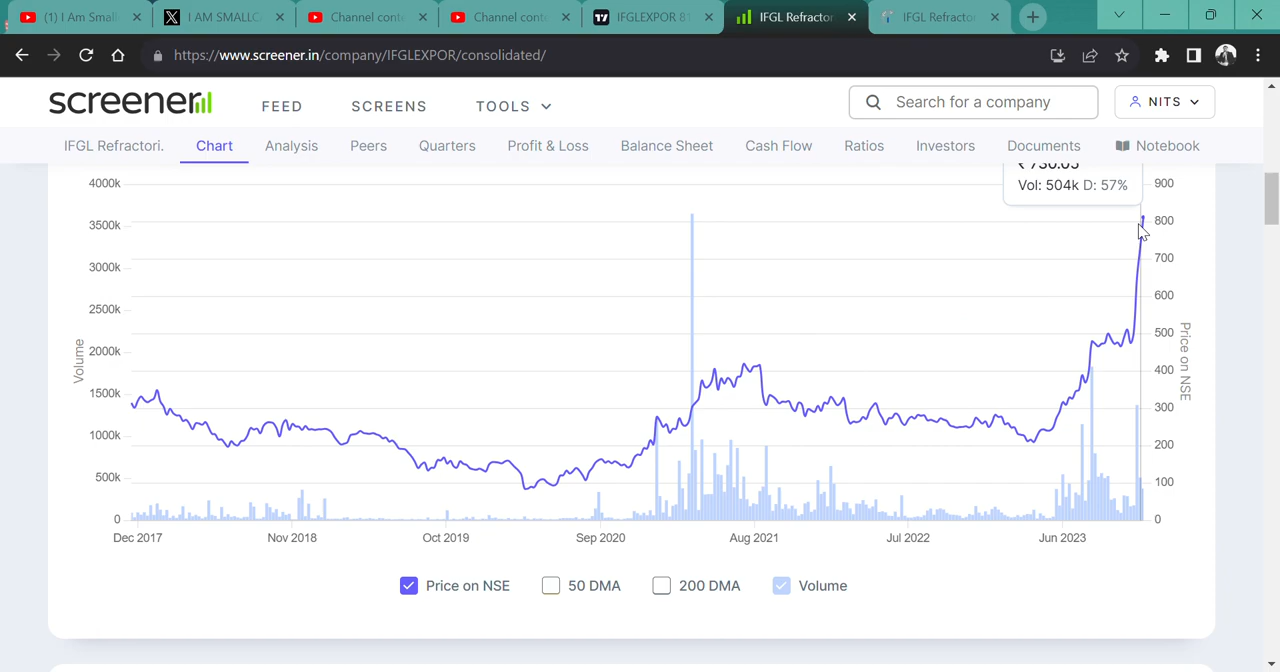 (1) I Am Small
I AM SMALLC
Channel cont
Channel cont
IFGLEXPOR 81
IFGL Refractor
IFGL Refracto
https://www.screener.in/company/IFGLEXPOR/consolidated/
screener
FEED
SCREENS
TOOLS
Search for a company
NITS
IFGL Refractori.
Chart
Analysis
Peers
Quarters
Profit & Loss
Balance Sheet
Cash Flow
Ratios
Investors
Documents
Notebook
₹ 730.05
Vol: 504k D: 57%
4000k
3500k
3000k
2500k
2000k
1500k
1000k
500k
0
Volume
900
800
700
600
500
400
300
200
100
0
Price on NSE
Dec 2017
Nov 2018
Oct 2019
Sep 2020
Aug 2021
Jul 2022
Jun 2023
Price on NSE
50 DMA
200 DMA
Volume